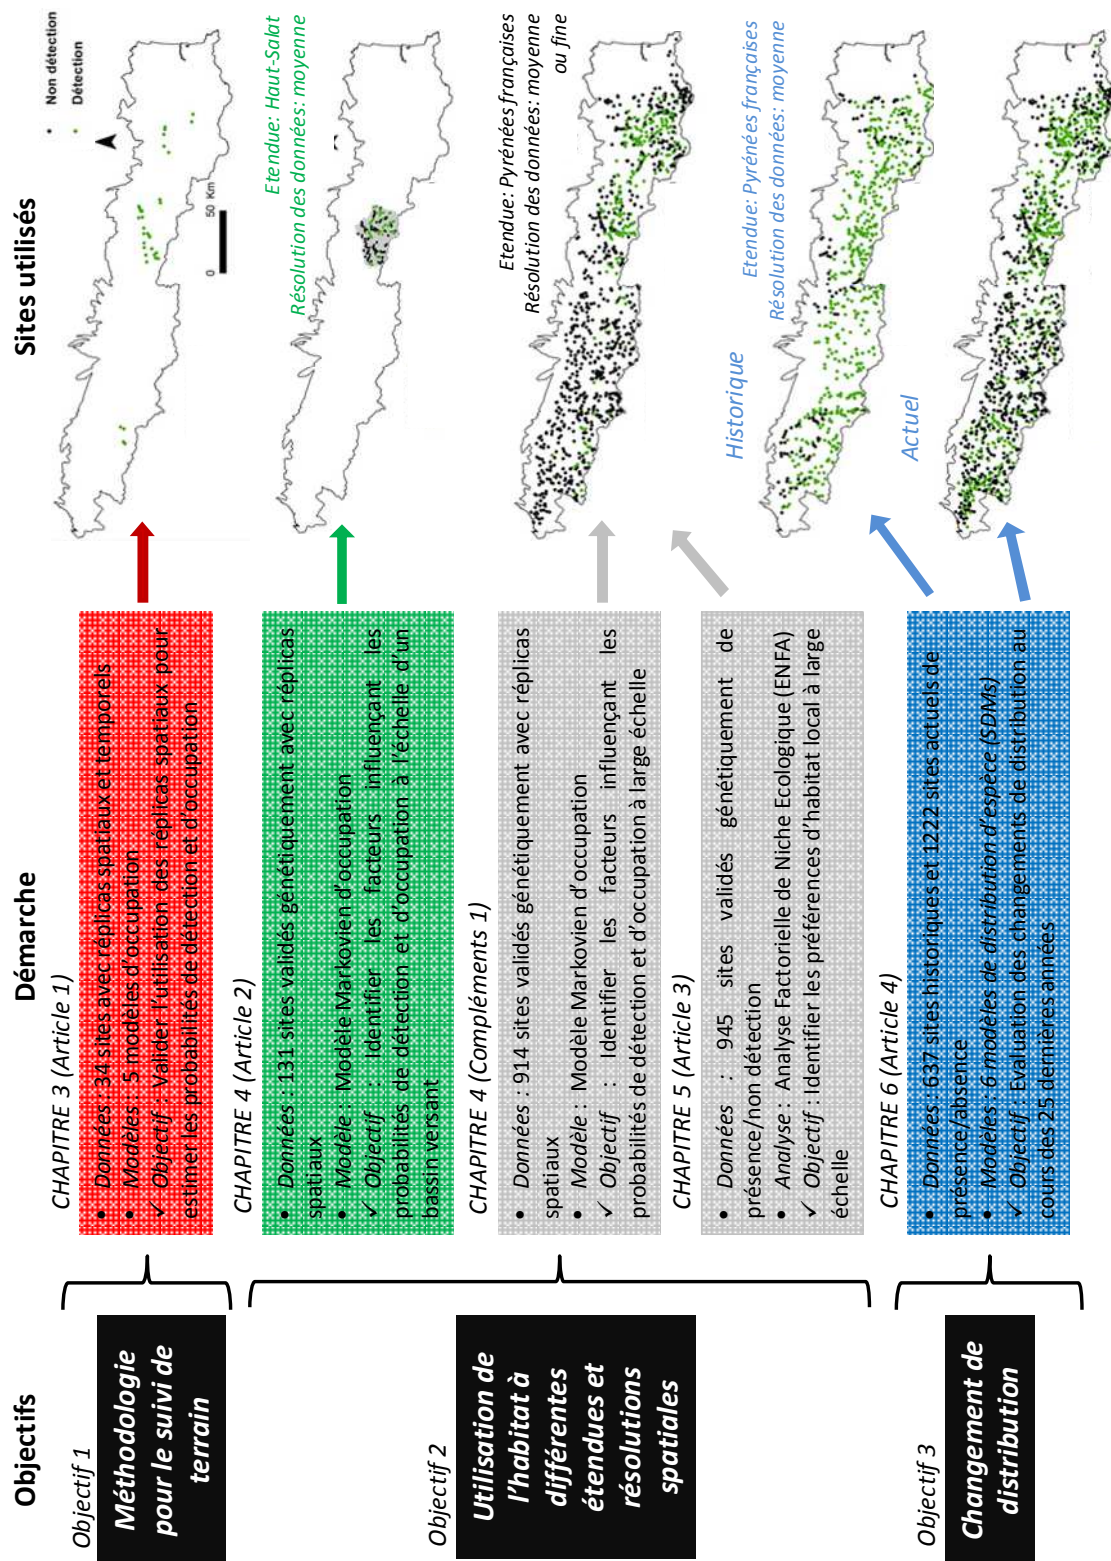 Objectifs
Démarche
Sites utilisés
Objectif 1
Méthodologie
pour le suivi de
terrain
CHAPITRE 3 (Article 1)
• Données : 34 sites avec réplicas spatiaux et temporels
• Modèles : 5 modèles d'occupation
✓ Objectif : Valider l'utilisation des réplicas spatiaux pour
estimer les probabilités de détection et d'occupation
• Non détection
• Détection
0 50 Km
Objectif 2
Utilisation de
l'habitat à
différentes
étendues et
résolutions
spatiales
CHAPITRE 4 (Article 2)
• Données : 131 sites validés génétiquement avec réplicas
spatiaux
• Modèle : Modèle Markovien d'occupation
✓ Objectif : Identifier les facteurs influençant les
probabilités de détection et d'occupation à l'échelle d'un
bassin versant
Etendue: Haut-Salat
Résolution des données: moyenne
CHAPITRE 4 (Compléments 1)
• Données : 914 sites validés génétiquement avec réplicas
spatiaux
• Modèle : Modèle Markovien d'occupation
✓ Objectif : Identifier les facteurs influençant les
probabilités de détection et d'occupation à large échelle
Etendue: Pyrénées françaises
Résolution des données: moyenne
ou fine
CHAPITRE 5 (Article 3)
• Données : 945 sites validés génétiquement de
présence/non détection
• Analyse : Analyse Factorielle de Niche Ecologique (ENFA)
✓ Objectif : Identifier les préférences d'habitat local à large
échelle
Objectif 3
Changement de
distribution
CHAPITRE 6 (Article 4)
• Données : 637 sites historiques et 1222 sites actuels de
présence/absence
• Modèles : 6 modèles de distribution d'espèce (SDMs)
✓ Objectif : Evaluation des changements de distribution au
cours des 25 dernières années
Historique
Etendue: Pyrénées françaises
Résolution des données: moyenne
Actuel